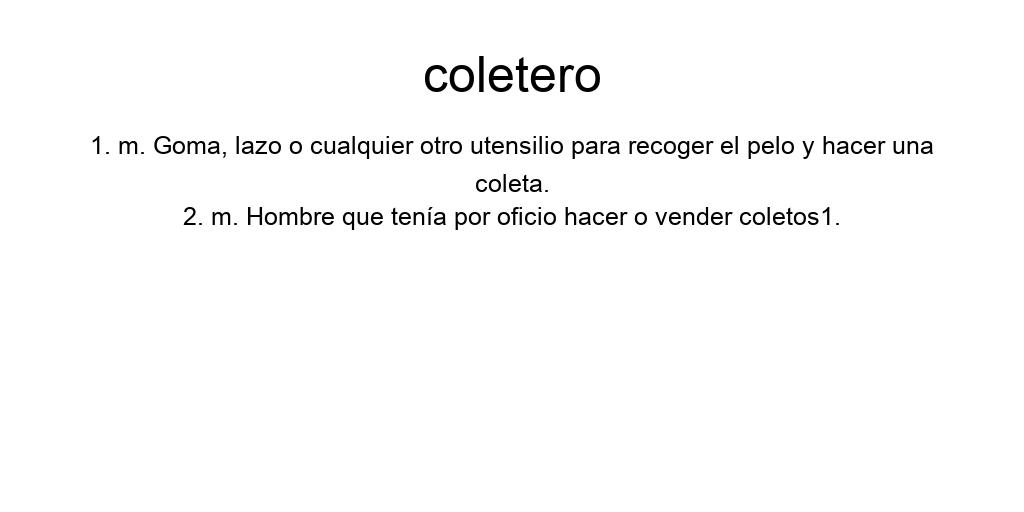 coletero
1. m. Goma, lazo o cualquier otro utensilio para recoger el pelo y hacer una
coleta.
2. m. Hombre que tenía por oficio hacer o vender coletos1.